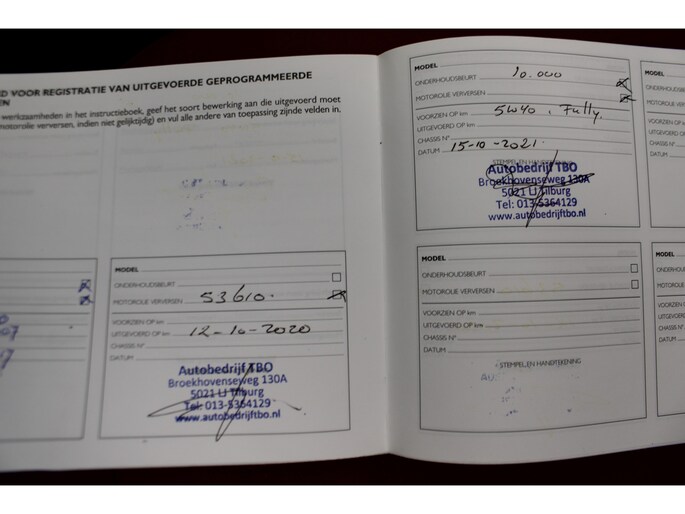 D VOOR REGISTRATIE VAN UITGEVOERDE GEPROGRAMMEERDE
EN
werkzaamheden in het instructieboek, geef het soort bewerking aan die uitgevoerd moet
motorolie verversen, indien niet gelijktijdig) en vul alle andere van toepassing zijnde velden in.
MODEL
ONDERHOUDSBEURT
MOTOROLIE VERVERSEN 53610.
VOORZIEN OP km
UITGEVOERD OP km 12-10-2020
CHASSIS N°
DATUM
Autobedrijf TBO
Broekhovenseweg 130A
5021 LJ Tilburg
Tel: 013-5364129
www.autobedrijftbo.nl
MODEL
ONDERHOUDSBEURT 10.000
MOTOROLIE VERVERSEN
VOORZIEN OP km 5W40. Fully.
UITGEVOERD OP km
CHASSIS N°
DATUM 15-10-2021.
STEMPEL EN HANDTEKENING
Autobedrijf TBO
Broekhovenseweg 130A
5021 LJ Tilburg
Tel: 013-5364129
www.autobedrijftbo.nl
MODEL
ONDERHOUDSBEURT
MOTOROLIE VERVERSEN
VOORZIEN OP km
UITGEVOERD OP km
CHASSIS N°
DATUM
STEMPEL EN HANDTEKENING